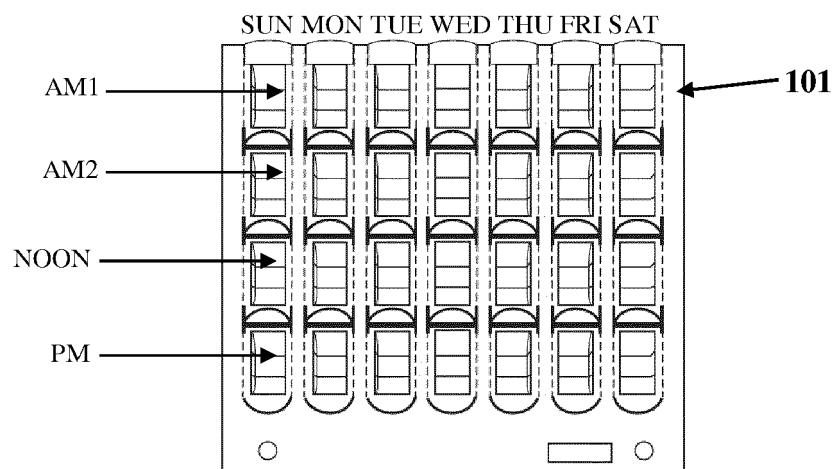 SUN MON TUE WED THU FRI SAT
AM1
101
AM2
NOON
PM